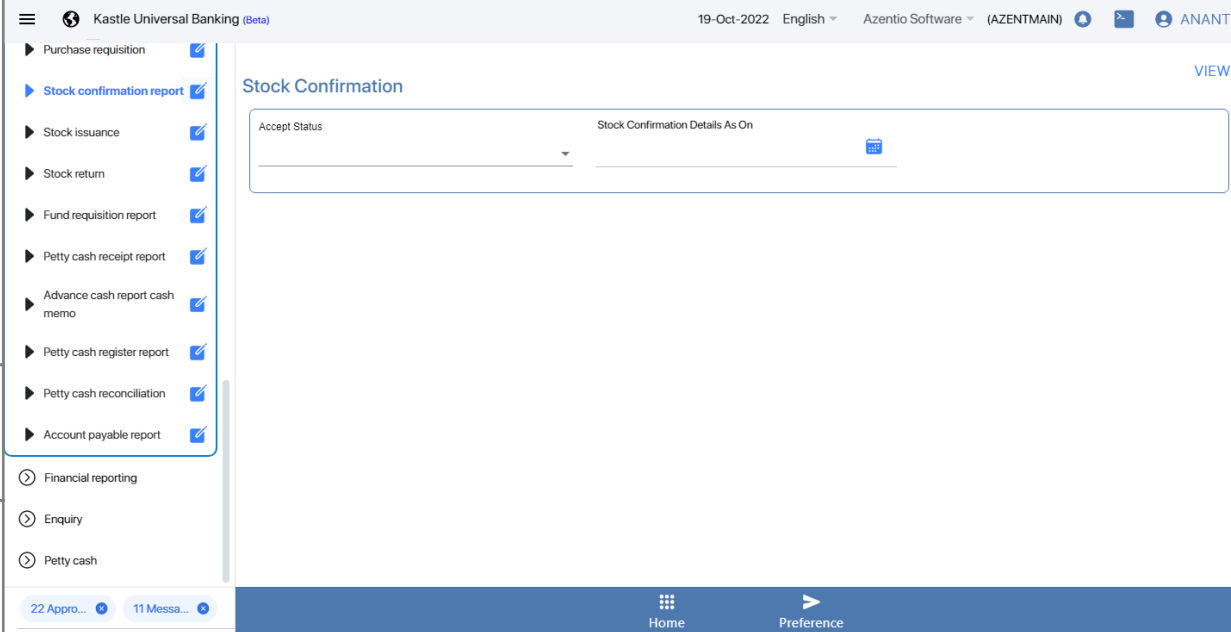 Kastle Universal Banking (Beta)
19-Oct-2022 English Azentio Software (AZENTMAIN) ANANT
Purchase requisition
Stock confirmation report
Stock issuance
Stock return
Fund requisition report
Petty cash receipt report
Advance cash report cash
memo
Petty cash register report
Petty cash reconciliation
Account payable report
Financial reporting
Enquiry
Petty cash
22 Appro... 11 Messa...
VIEW
Stock Confirmation
Accept Status
Stock Confirmation Details As On
Home
Preference